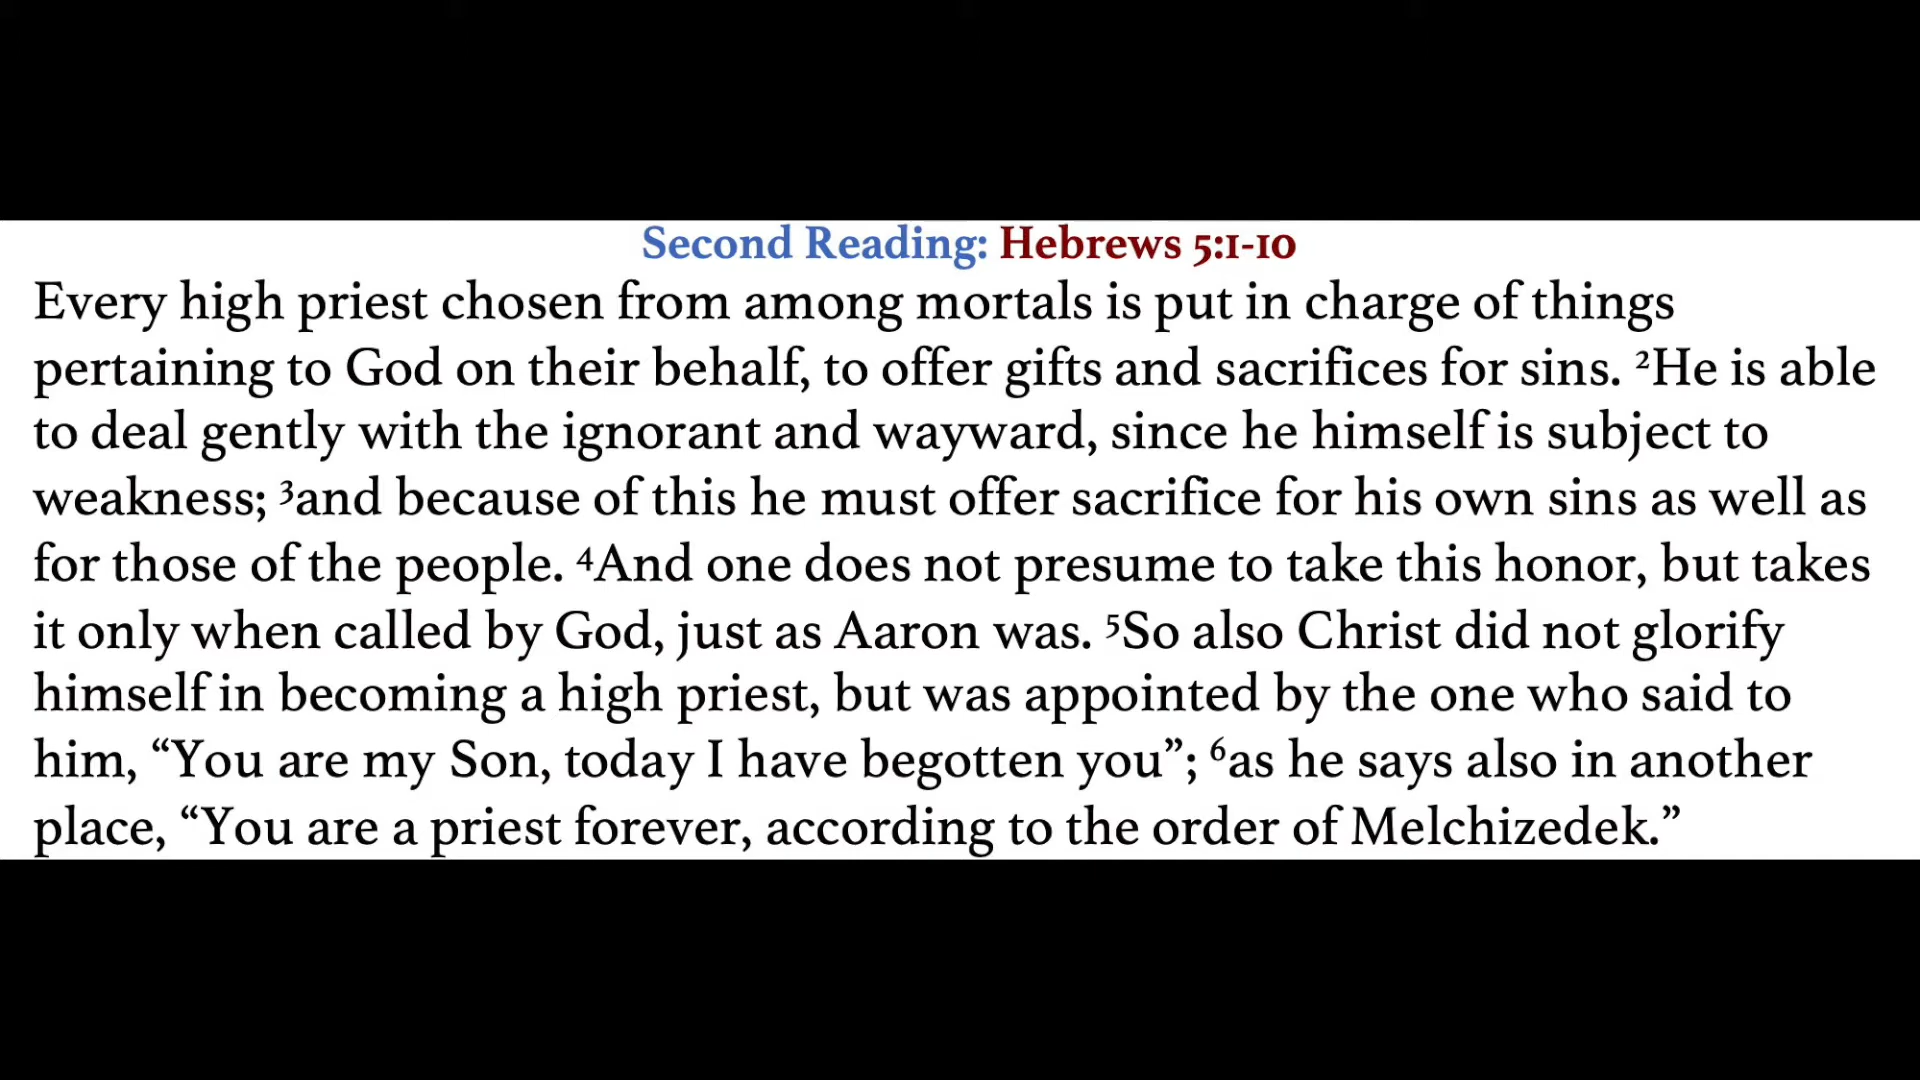 Second Reading: Hebrews 5:1-10
Every high priest chosen from among mortals is put in charge of things
pertaining to God on their behalf, to offer gifts and sacrifices for sins. ²He is able
to deal gently with the ignorant and wayward, since he himself is subject to
weakness; ³and because of this he must offer sacrifice for his own sins as well as
for those of the people. ⁴And one does not presume to take this honor, but takes
it only when called by God, just as Aaron was. ⁵So also Christ did not glorify
himself in becoming a high priest, but was appointed by the one who said to
him, “You are my Son, today I have begotten you”; ⁶as he says also in another
place, “You are a priest forever, according to the order of Melchizedek.”